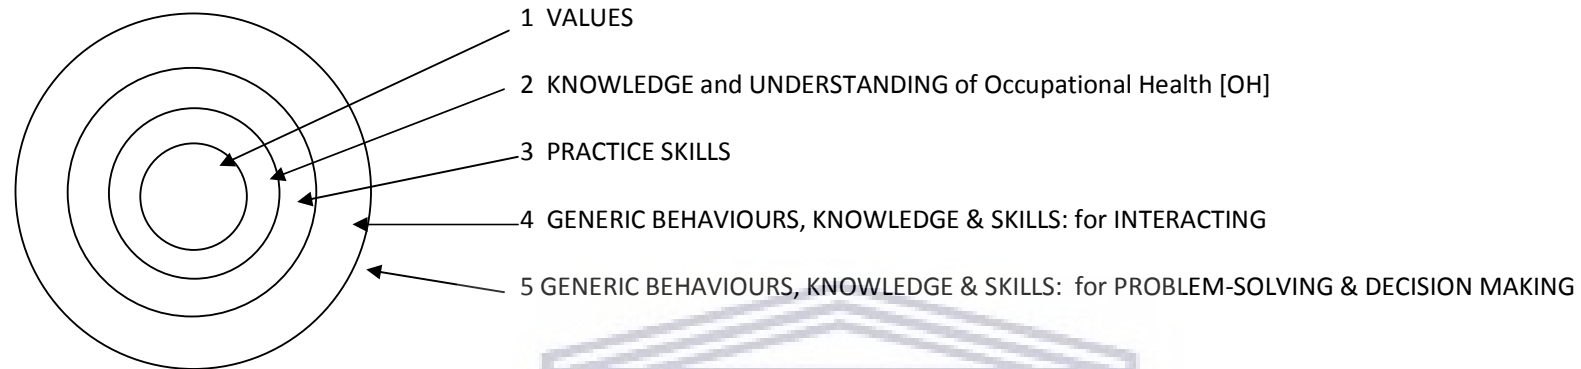 1 VALUES
2 KNOWLEDGE and UNDERSTANDING of Occupational Health [OH]
3 PRACTICE SKILLS
4 GENERIC BEHAVIOURS, KNOWLEDGE & SKILLS: for INTERACTING
5 GENERIC BEHAVIOURS, KNOWLEDGE & SKILLS: for PROBLEM-SOLVING & DECISION MAKING